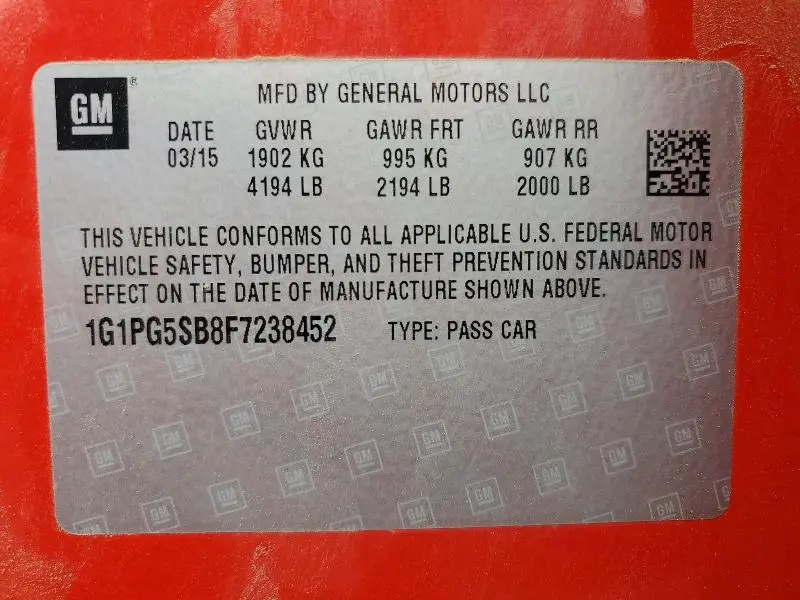 GM ®
MFD BY GENERAL MOTORS LLC
DATE GVWR GAWR FRT GAWR RR
03/15 1902 KG 995 KG 907 KG
4194 LB 2194 LB 2000 LB
THIS VEHICLE CONFORMS TO ALL APPLICABLE U.S. FEDERAL MOTOR
VEHICLE SAFETY, BUMPER, AND THEFT PREVENTION STANDARDS IN
EFFECT ON THE DATE OF MANUFACTURE SHOWN ABOVE.
1G1PG5SB8F7238452 TYPE: PASS CAR